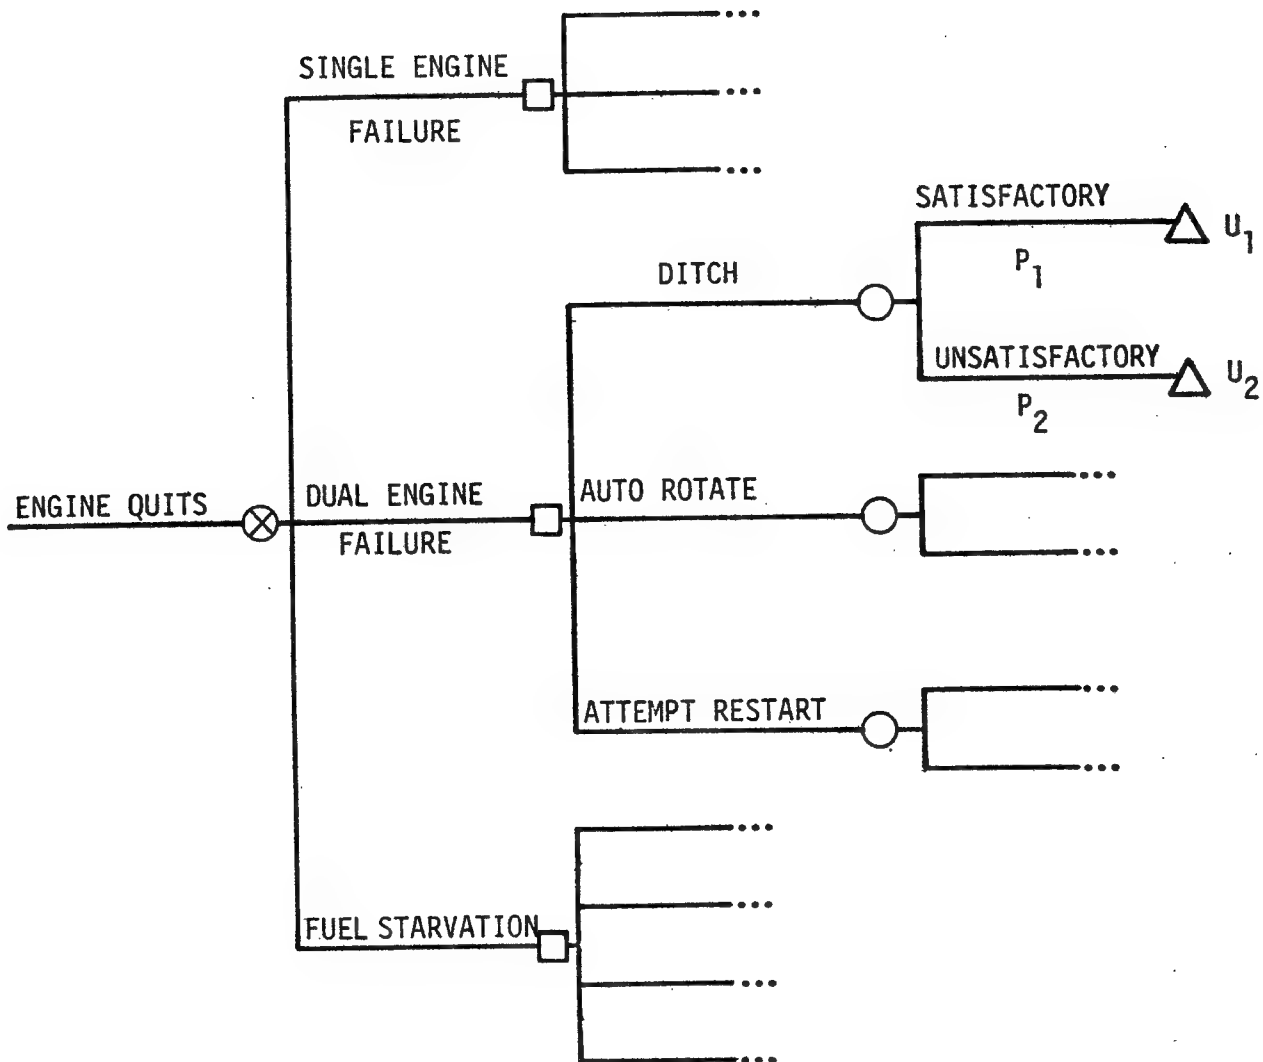 SINGLE ENGINE
FAILURE
SATISFACTORY
U1
P1
DITCH
UNSATISFACTORY
U2
P2
ENGINE QUITS
DUAL ENGINE
FAILURE
AUTO ROTATE
ATTEMPT RESTART
FUEL STARVATION